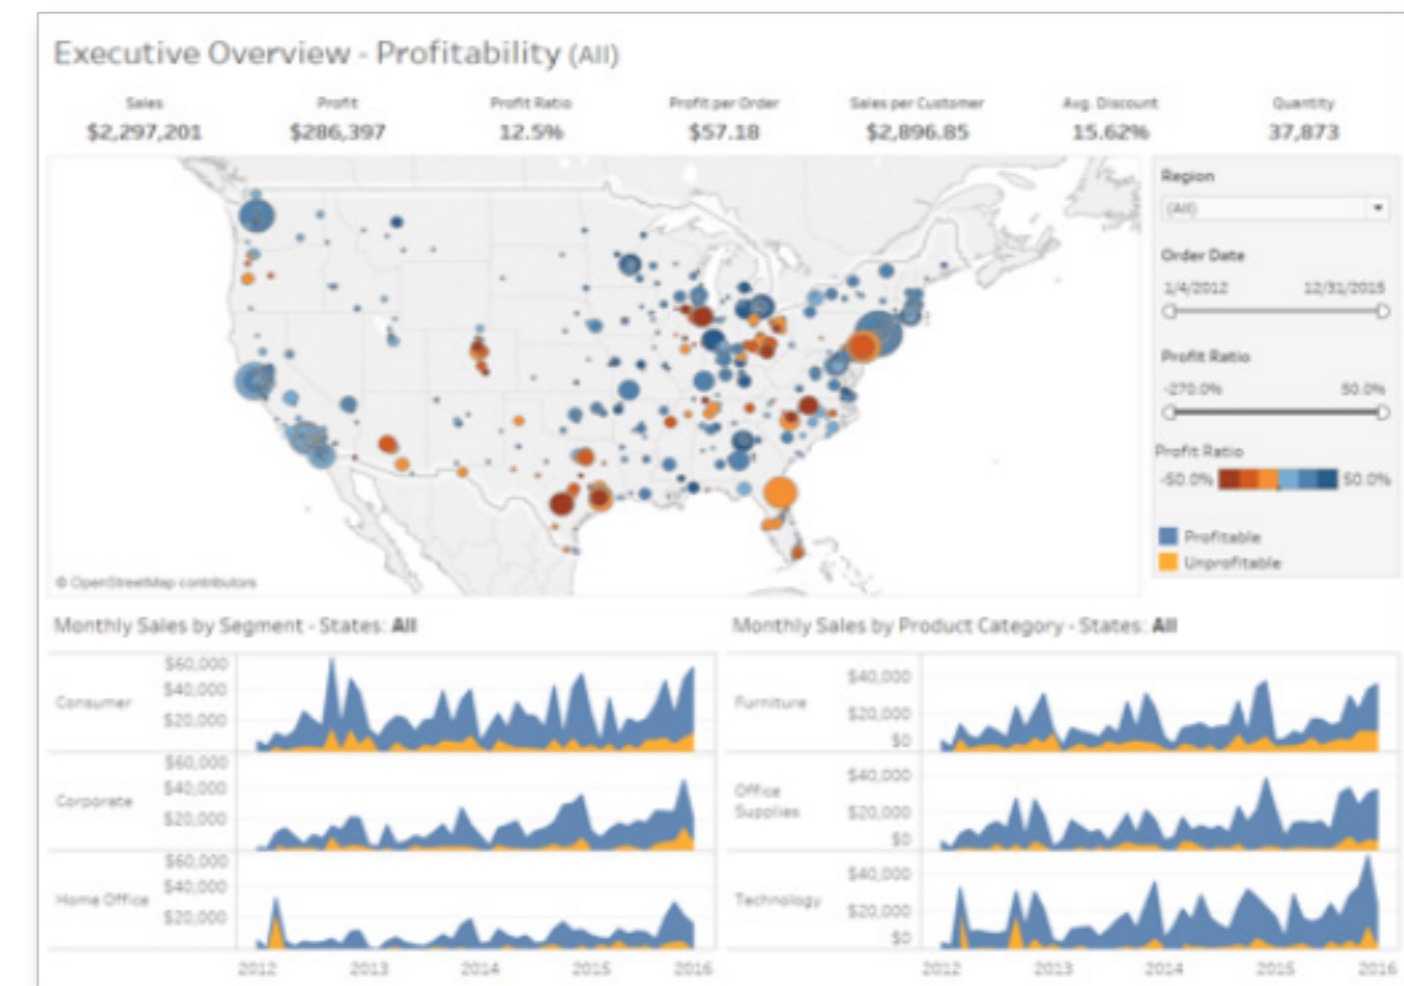 Executive Overview - Profitability (All)
Sales Profit Profit Ratio Profit per Order Sales per Customer Avg. Discount Quantity
$2,297,201 $286,397 12.5% $57.18 $2,896.85 15.62% 37,873
Region
(All)
Order Date
1/4/2012 12/31/2015
Profit Ratio
-270.0% 50.0%
Profit Ratio
-50.0% 50.0%
Profitable
Unprofitable
© OpenStreetMap contributors
Monthly Sales by Segment - States: All
Consumer
$60,000
$40,000
$20,000
Corporate
$60,000
$40,000
$20,000
Home Office
$60,000
$40,000
$20,000
2012 2013 2014 2015 2016
Monthly Sales by Product Category - States: All
Furniture
$40,000
$20,000
$0
Office
Supplies
$40,000
$20,000
$0
Technology
$40,000
$20,000
$0
2012 2013 2014 2015 2016